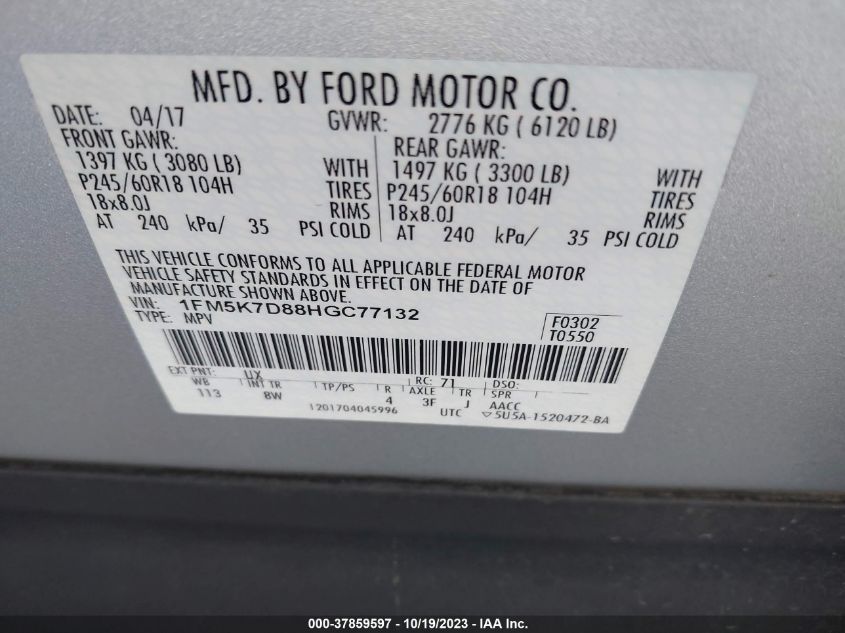 MFD. BY FORD MOTOR CO.
DATE: 04/17 GVWR: 2776 KG ( 6120 LB)
FRONT GAWR: REAR GAWR:
1397 KG ( 3080 LB) WITH 1497 KG ( 3300 LB) WITH
P245/60R18 104H TIRES P245/60R18 104H TIRES
18x8.0J RIMS 18x8.0J RIMS
AT 240 kPa/ 35 PSI COLD AT 240 kPa/ 35 PSI COLD
THIS VEHICLE CONFORMS TO ALL APPLICABLE FEDERAL MOTOR
VEHICLE SAFETY STANDARDS IN EFFECT ON THE DATE OF
MANUFACTURE SHOWN ABOVE.
VIN: 1FM5K7D88HGC77132 F0302
TYPE: MPV T0550
EXT PNT: UX RC: 71 DSO:
WB INT TR TP/PS R AXLE TR SPR
113 8W 4 3F J AACC
1201704045996 UTC 5U5A-1520472-BA
000-37859597 - 10/19/2023 - IAA Inc.